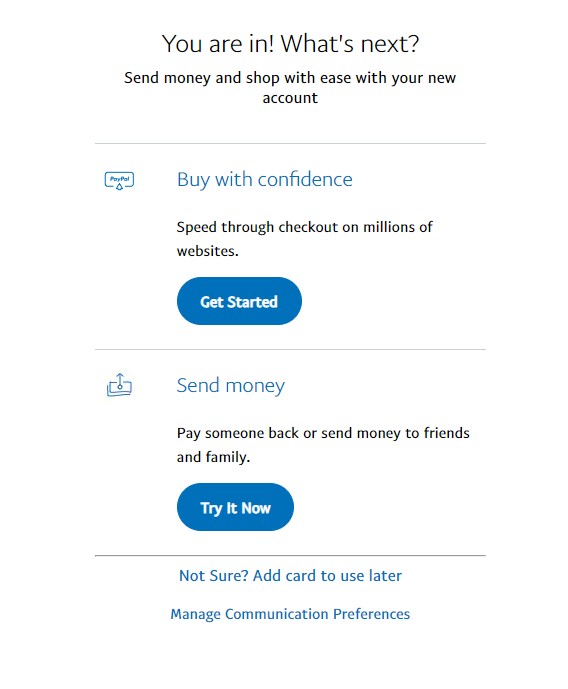 You are in! What's next?
Send money and shop with ease with your new
account
PayPal
Buy with confidence
Speed through checkout on millions of
websites.
Get Started
Send money
Pay someone back or send money to friends
and family.
Try It Now
Not Sure? Add card to use later
Manage Communication Preferences